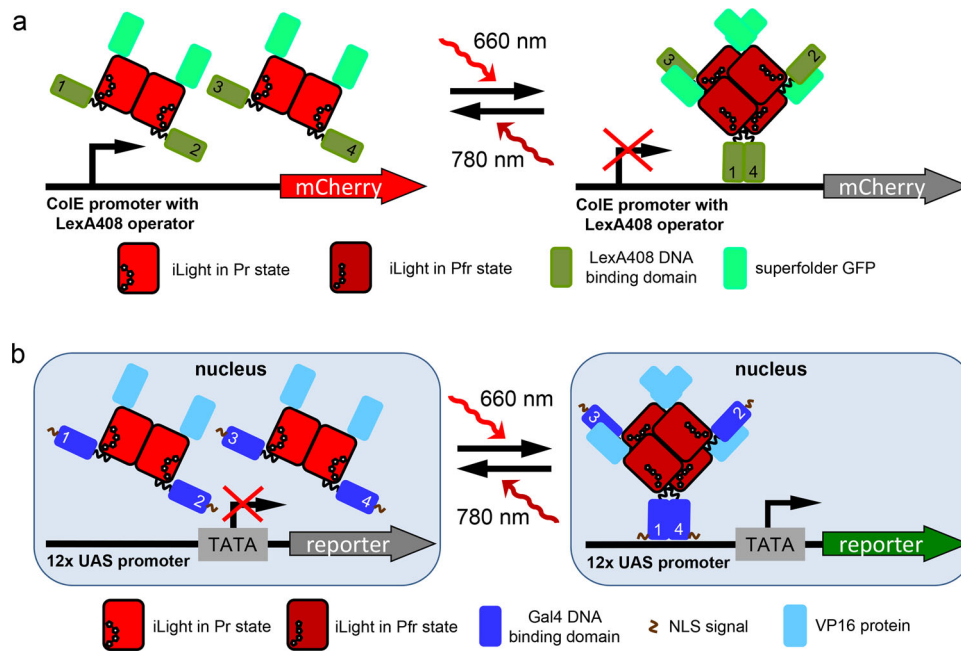 a
660 nm
780 nm
1
2
3
4
mCherry
ColE promoter with
LexA408 operator
3
2
1 4
mCherry
ColE promoter with
LexA408 operator
iLight in Pr state
iLight in Pfr state
LexA408 DNA
binding domain
superfolder GFP
b
nucleus
1
2
3
4
TATA
reporter
12x UAS promoter
660 nm
780 nm
nucleus
3
2
1 4
TATA
reporter
12x UAS promoter
iLight in Pr state
iLight in Pfr state
Gal4 DNA
binding domain
NLS signal
VP16 protein